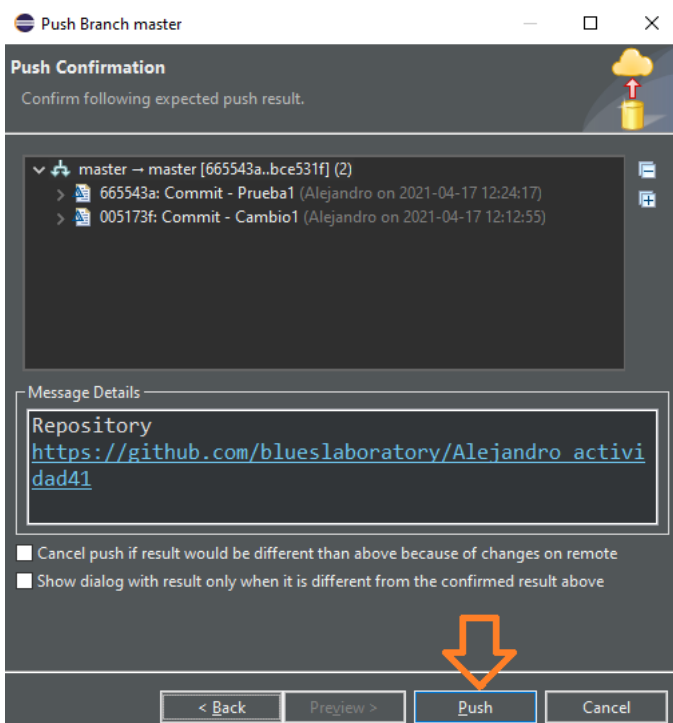 Push Branch master
Push Confirmation
Confirm following expected push result.
master → master [665543a..bce531f] (2)
665543a: Commit - Prueba1 (Alejandro on 2021-04-17 12:24:17)
005173f: Commit - Cambio1 (Alejandro on 2021-04-17 12:12:55)
Message Details
Repository
https://github.com/blueslaboratory/Alejandro_activi
dad41
Cancel push if result would be different than above because of changes on remote
Show dialog with result only when it is different from the confirmed result above
< Back
Preview >
Push
Cancel